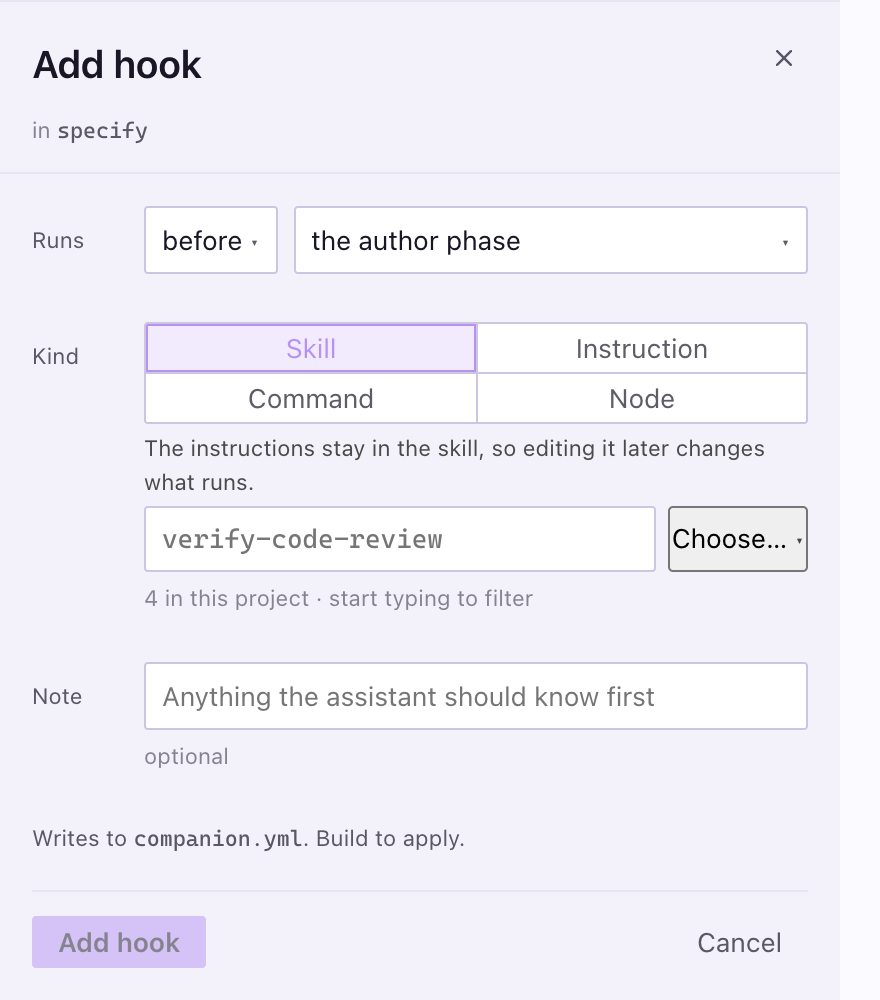 Add hook
in specify
Runs
before
the author phase
Kind
Skill
Instruction
Command
Node
The instructions stay in the skill, so editing it later changes
what runs.
verify-code-review
Choose...
4 in this project · start typing to filter
Note
Anything the assistant should know first
optional
Writes to companion.yml. Build to apply.
Add hook
Cancel